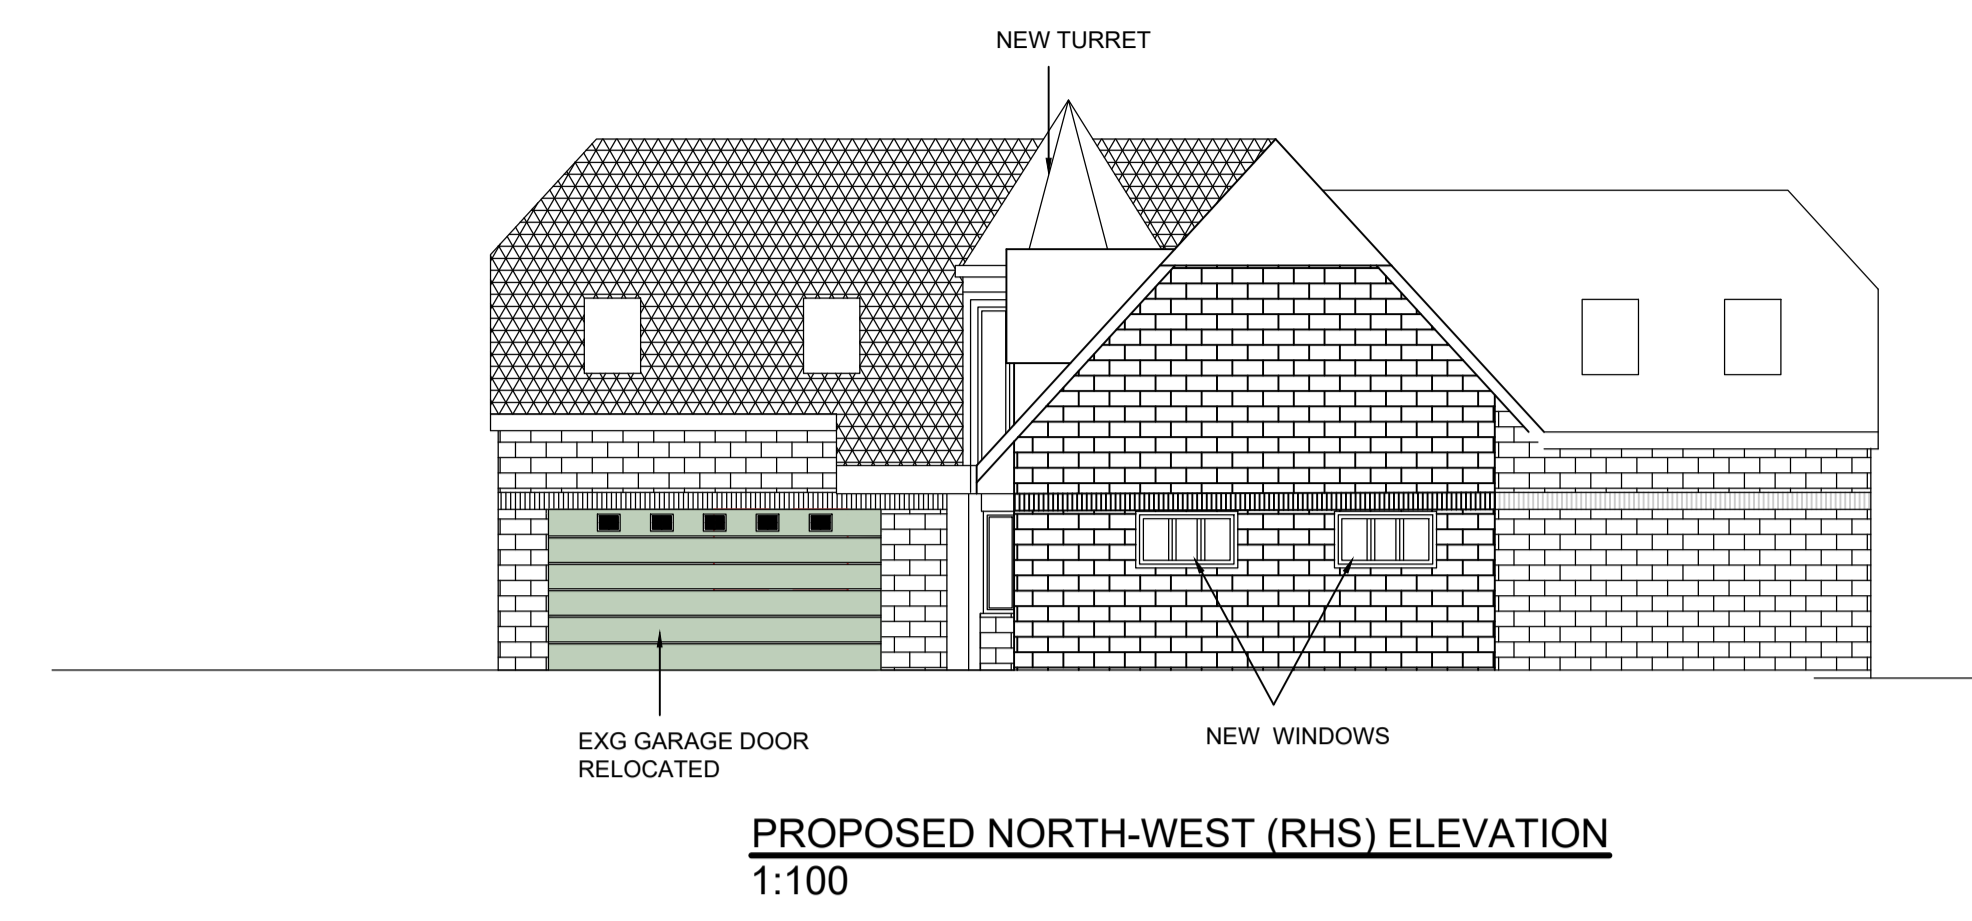 NEW TURRET
EXG GARAGE DOOR
RELOCATED
NEW WINDOWS
PROPOSED NORTH-WEST (RHS) ELEVATION
1:100